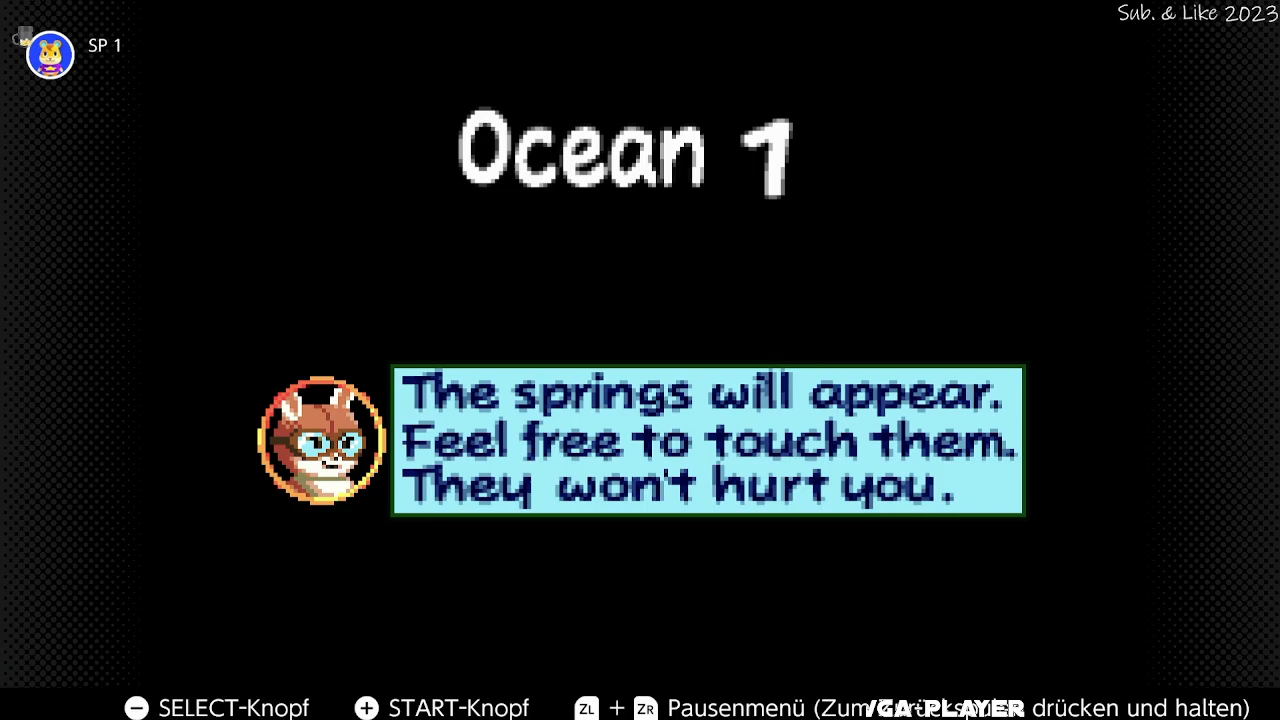 Sub. & Like 2023
SP 1
Ocean 1
The springs will appear.
Feel free to touch them.
They won't hurt you.
SELECT-Knopf START-Knopf ZL + ZR Pausenmenü (Zum drücken und halten)
PLAYER